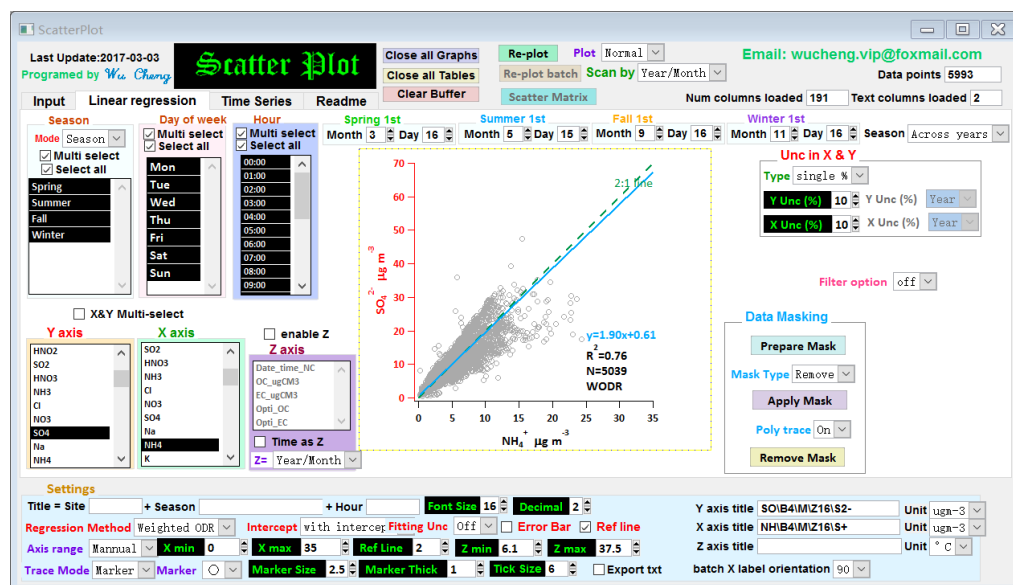 ScatterPlot
Last Update:2017-03-03
Programed by Wu Cheng
Scatter Plot
Close all Graphs
Close all Tables
Clear Buffer
Re-plot Plot Normal
Re-plot batch Scan by Year/Month
Scatter Matrix
Email: wucheng.vip@foxmail.com
Data points 5993
Num columns loaded 191 Text columns loaded 2
Input Linear regression Time Series Readme
Season
Mode Season
Multi select
Select all
Spring
Summer
Fall
Winter
Day of week
Multi select
Select all
Mon
Tue
Wed
Thu
Fri
Sat
Sun
Hour
Multi select
Select all
00:00
01:00
02:00
03:00
04:00
05:00
06:00
07:00
08:00
09:00
Spring 1st Summer 1st Fall 1st Winter 1st
Month 3 Day 16 Month 5 Day 15 Month 9 Day 16 Month 11 Day 16 Season Across years
70
60
50
40
30
20
10
0
SO4 2- μg m -3
2:1 line
y=1.90x+0.61
R2=0.76
N=5039
WODR
0 5 10 15 20 25 30 35
NH4 + μg m -3
Unc in X & Y
Type single %
Y Unc (%) 10 Y Unc (%) Year
X Unc (%) 10 X Unc (%) Year
Filter option off
Data Masking
Prepare Mask
Mask Type Remove
Apply Mask
Poly trace On
Remove Mask
X&Y Multi-select
Y axis
HNO2
SO2
HNO3
NH3
Cl
NO3
SO4
Na
NH4
X axis
SO2
HNO3
NH3
Cl
NO3
SO4
Na
NH4
K
enable Z
Z axis
Date_time_NC
OC_ugCM3
EC_ugCM3
Opti_OC
Opti_EC
Time as Z
Z= Year/Month
Settings
Title = Site + Season + Hour Font Size 16 Decimal 2
Regression Method Weighted ODR Intercept with intercep Fitting Unc Off Error Bar Ref line
Axis range Mannual X min 0 X max 35 Ref Line 2 Z min 6.1 Z max 37.5
Trace Mode Marker Marker Marker Size 2.5 Marker Thick 1 Tick Size 6 Export txt
Y axis title SO\B4\M\Z16\S2- Unit ugm-3
X axis title NH\B4\M\Z16\S+ Unit ugm-3
Z axis title Unit °C
batch X label orientation 90